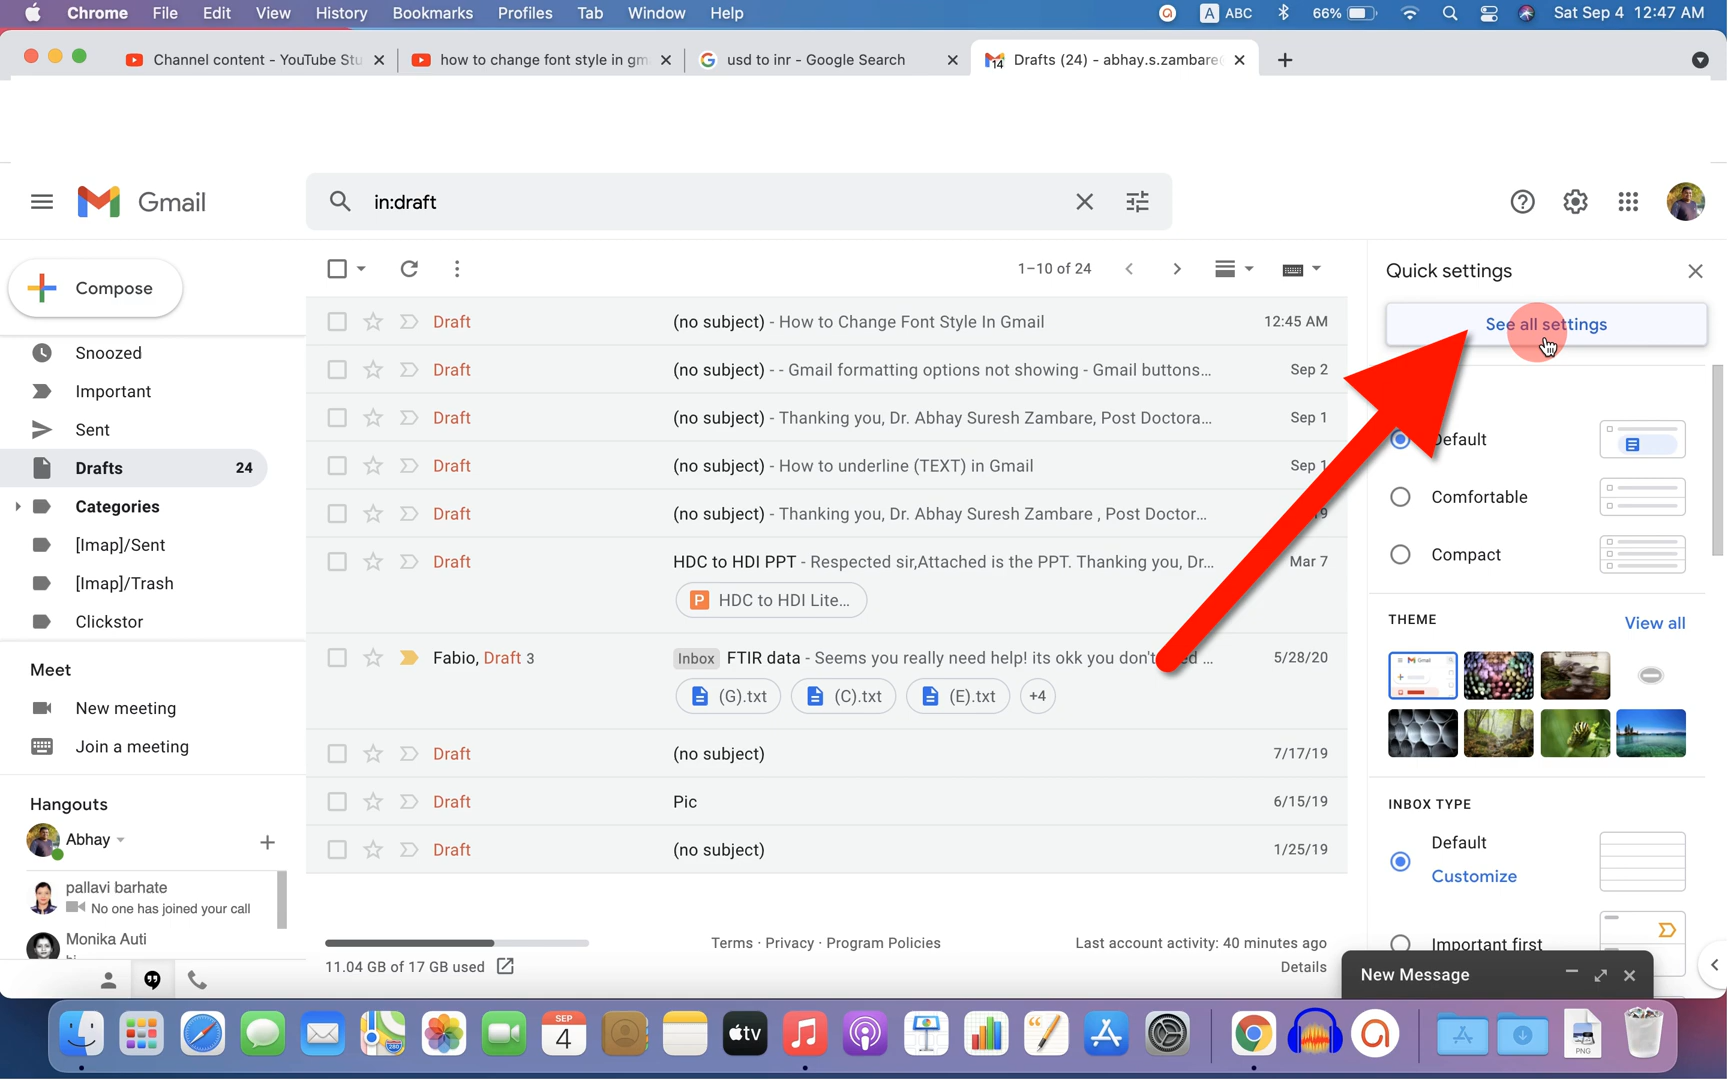 Chrome File Edit View History Bookmarks Profiles Tab Window Help A ABC 66% Sat Sep 4 12:47 AM
Channel content - YouTube Stu
how to change font style in gm
usd to inr - Google Search
14 Drafts (24) - abhay.s.zambare
Gmail
in:draft
Compose
1–10 of 24
Quick settings
See all settings
Snoozed
Important
Sent
Drafts 24
Categories
[Imap]/Sent
[Imap]/Trash
Clickstor
Meet
New meeting
Join a meeting
Hangouts
Abhay
pallavi barhate
No one has joined your call
Monika Auti
Draft (no subject) - How to Change Font Style In Gmail 12:45 AM
Draft (no subject) - - Gmail formatting options not showing - Gmail buttons... Sep 2
Draft (no subject) - Thanking you, Dr. Abhay Suresh Zambare, Post Doctora... Sep 1
Draft (no subject) - How to underline (TEXT) in Gmail Sep 1
Draft (no subject) - Thanking you, Dr. Abhay Suresh Zambare , Post Doctor...
Draft HDC to HDI PPT - Respected sir,Attached is the PPT. Thanking you, Dr... Mar 7
P HDC to HDI Lite...
Fabio, Draft 3 Inbox FTIR data - Seems you really need help! its okk you don't ... 5/28/20
(G).txt (C).txt (E).txt +4
Draft (no subject) 7/17/19
Draft Pic 6/15/19
Draft (no subject) 1/25/19
Default
Comfortable
Compact
THEME View all
Gmail
INBOX TYPE
Default
Customize
Important first
11.04 GB of 17 GB used
Terms · Privacy · Program Policies
Last account activity: 40 minutes ago
Details
New Message
SEP
4
280
tv
PNG